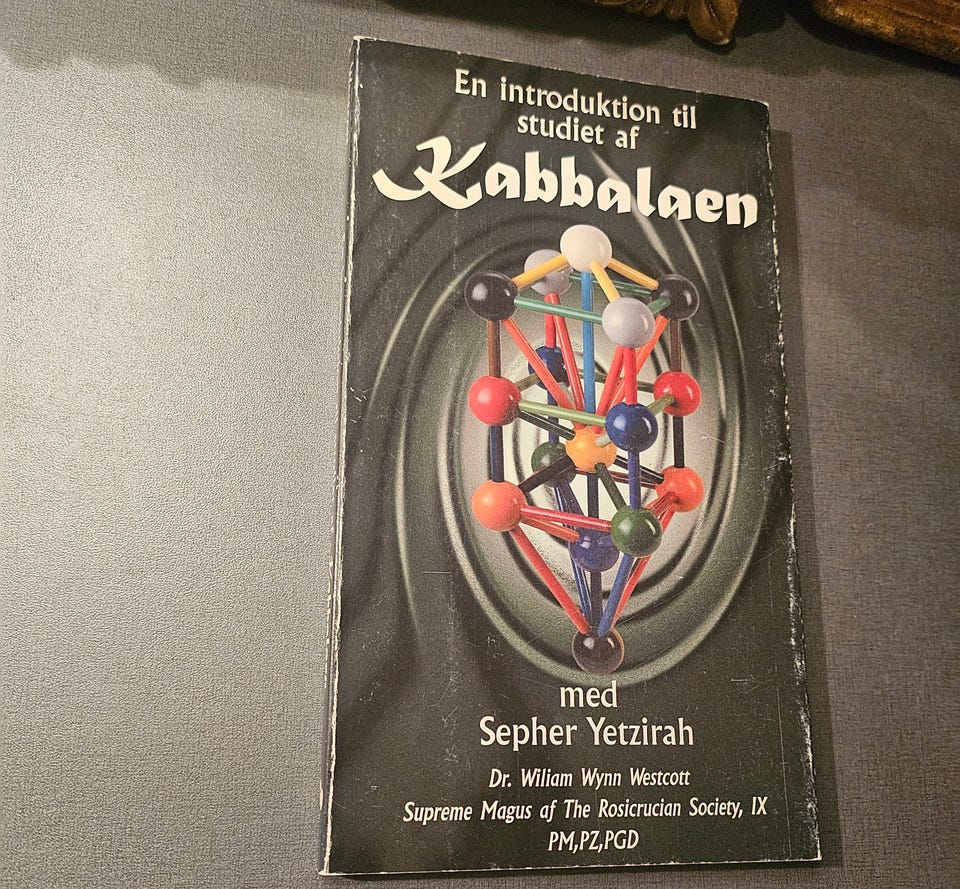 En introduktion til
studiet af
Kabbalaen
med
Sepher Yetzirah
Dr. Wiliam Wynn Westcott
Supreme Magus af The Rosicrucian Society, IX
PM,PZ,PGD